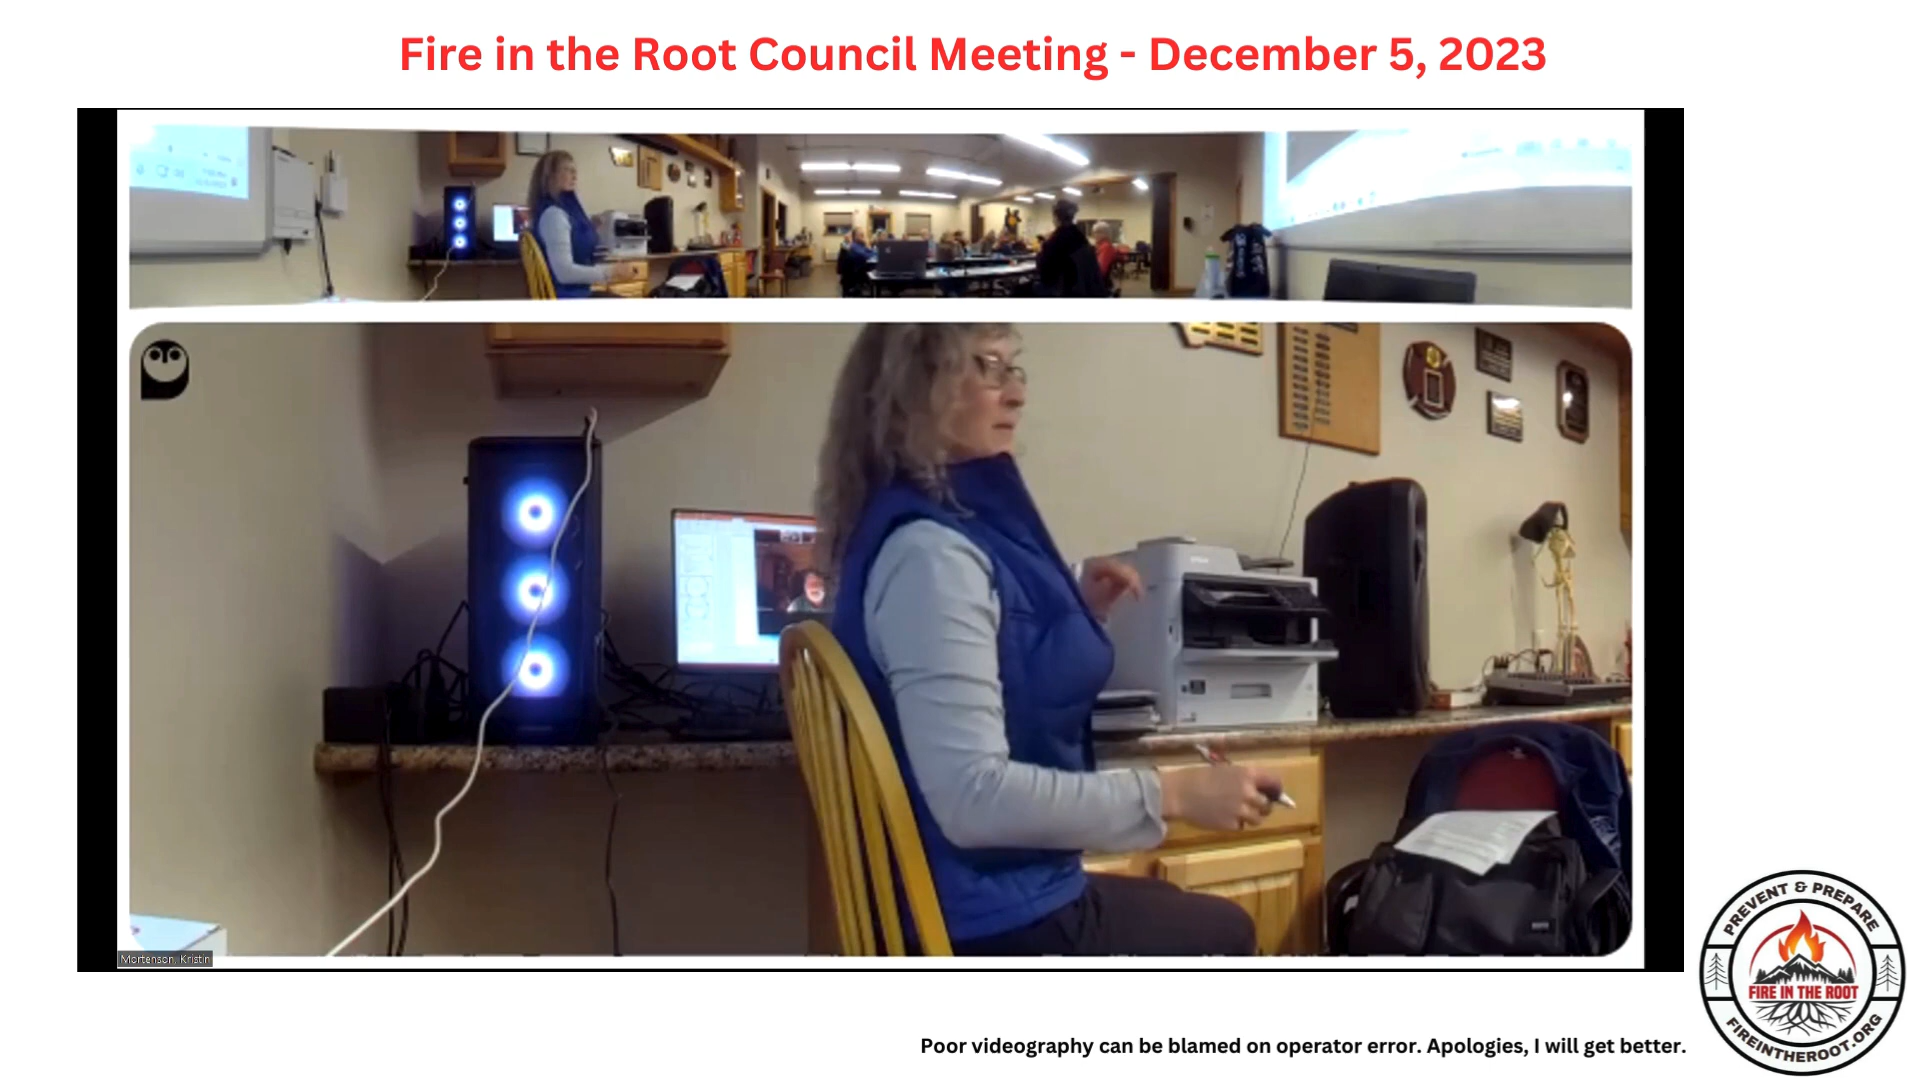 Fire in the Root Council Meeting - December 5, 2023
Mortenson, Kristin
PREVENT & PREPARE
FIRE IN THE ROOT
FIREINTHEROOT.ORG
Poor videography can be blamed on operator error. Apologies, I will get better.